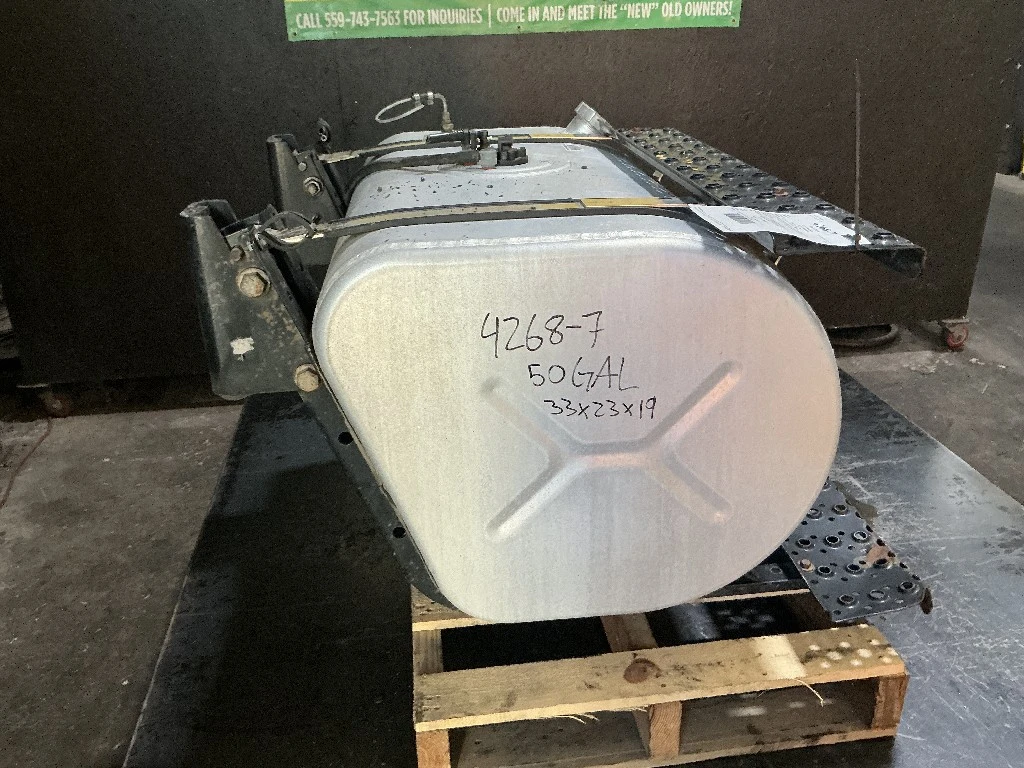 CALL 559-743-7563 FOR INQUIRIES | COME IN AND MEET THE "NEW" OLD OWNERS!
4268-7
50GAL
33x23x19